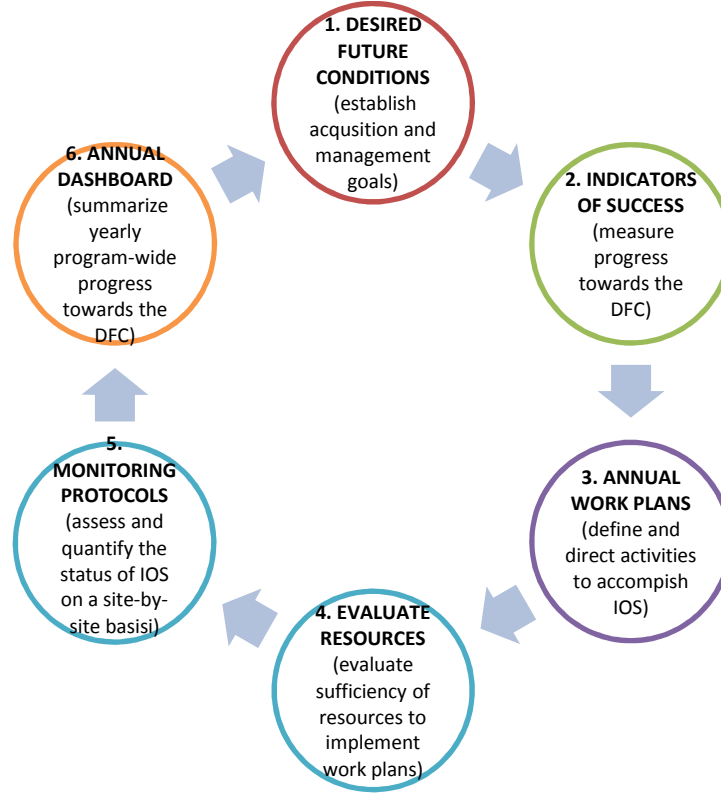 1. DESIRED
FUTURE
CONDITIONS
(establish
acqusition and
management
goals)
2. INDICATORS
OF SUCCESS
(measure
progress
towards the
DFC)
3. ANNUAL
WORK PLANS
(define and
direct activities
to accompish
IOS)
4. EVALUATE
RESOURCES
(evaluate
sufficiency of
resources to
implement
work plans)
5.
MONITORING
PROTOCOLS
(assess and
quantify the
status of IOS
on a site-by-
site basisi)
6. ANNUAL
DASHBOARD
(summarize
yearly
program-wide
progress
towards the
DFC)